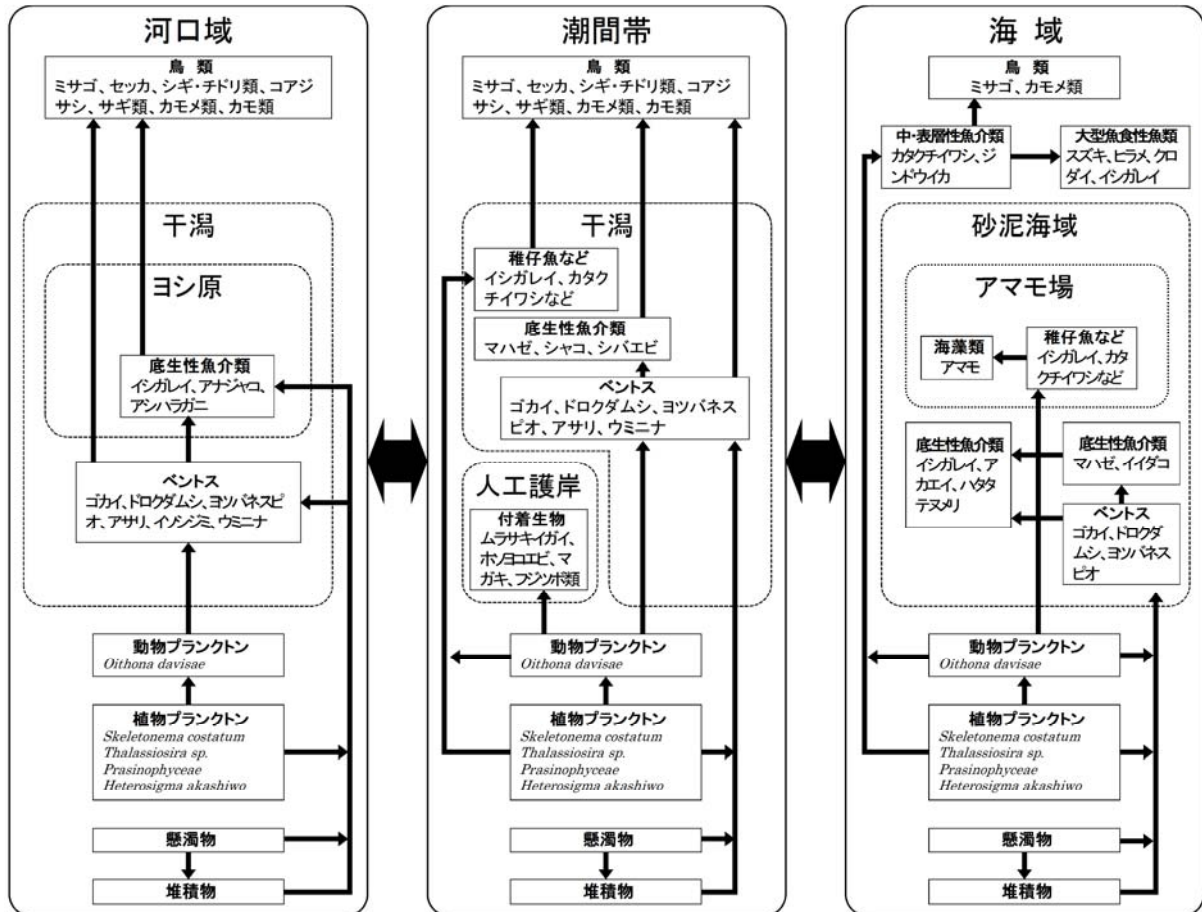 河口域
鳥 類
ミサゴ、セッカ、シギ・チドリ類、コアジ
サシ、サギ類、カモメ類、カモ類
干潟
ヨシ原
底生性魚介類
イシガレイ、アナジャコ、
アシハラガニ
ベントス
ゴカイ、ドロクダムシ、ヨツバネスピ
オ、アサリ、イソシジミ、ウミニナ
動物プランクトン
Oithona davisae
植物プランクトン
Skeletonema costatum
Thalassiosira sp.
Prasinophyceae
Heterosigma akashiwo
懸濁物
堆積物
潮間帯
鳥 類
ミサゴ、セッカ、シギ・チドリ類、コアジ
サシ、サギ類、カモメ類、カモ類
干潟
稚仔魚など
イシガレイ、カタク
チイワシなど
底生性魚介類
マハゼ、シャコ、シバエビ
ベントス
ゴカイ、ドロクダムシ、ヨツバネス
ピオ、アサリ、ウミニナ
人工護岸
付着生物
ムラサキイガイ、
ホソヨコエビ、マ
ガキ、フジツボ類
動物プランクトン
Oithona davisae
植物プランクトン
Skeletonema costatum
Thalassiosira sp.
Prasinophyceae
Heterosigma akashiwo
懸濁物
堆積物
海 域
鳥 類
ミサゴ、カモメ類
中・表層性魚介類
カタクチイワシ、ジ
ンドウイカ
大型魚食性魚類
スズキ、ヒラメ、クロ
ダイ、イシガレイ
砂泥海域
アマモ場
海藻類
アマモ
稚仔魚など
イシガレイ、カタ
クチイワシなど
底生性魚介類
イシガレイ、ア
カエイ、ハタタ
テヌメリ
底生性魚介類
マハゼ、イイダコ
ベントス
ゴカイ、ドロクダ
ムシ、ヨツバネス
ピオ
動物プランクトン
Oithona davisae
植物プランクトン
Skeletonema costatum
Thalassiosira sp.
Prasinophyceae
Heterosigma akashiwo
懸濁物
堆積物